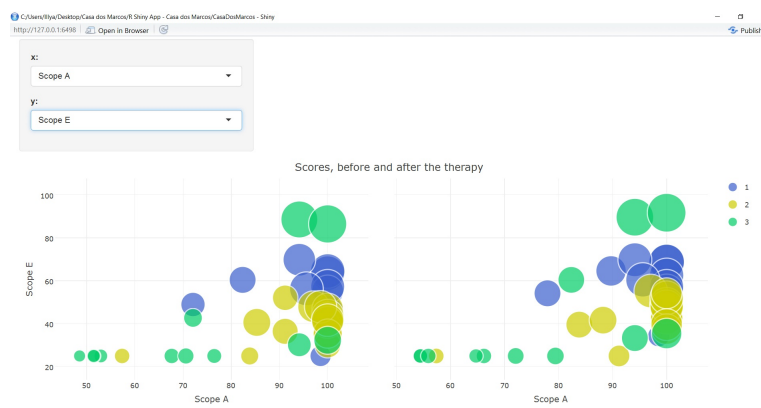 C:/Users/Illya/Desktop/Casa dos Marcos/R Shiny App - Casa dos Marcos/CasaDosMarcos - Shiny
http://127.0.0.1:6498 Open in Browser Publish
x:
Scope A
y:
Scope E
Scores, before and after the therapy
1
2
3
100
80
60
40
20
Scope E
50 60 70 80 90 100 50 60 70 80 90 100
Scope A Scope A